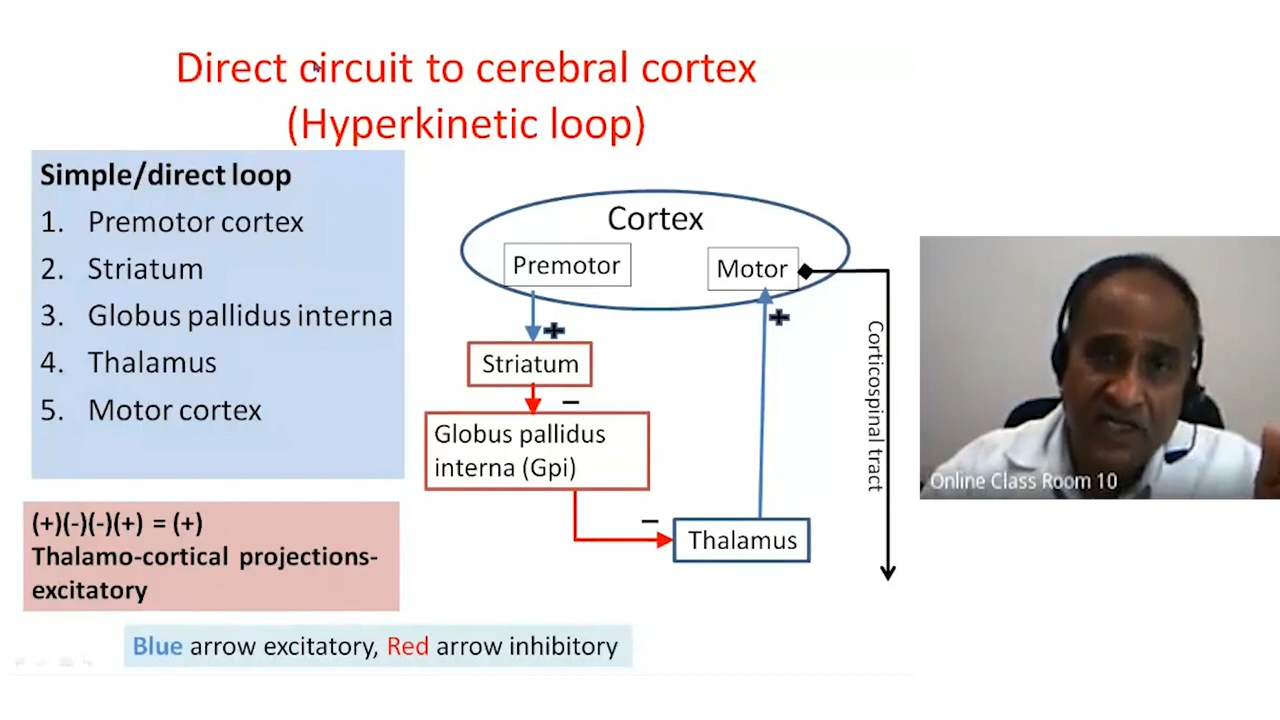 Direct circuit to cerebral cortex
(Hyperkinetic loop)
Simple/direct loop
1. Premotor cortex
2. Striatum
3. Globus pallidus interna
4. Thalamus
5. Motor cortex
(+)(-)(-)(+) = (+)
Thalamo-cortical projections-
excitatory
Cortex
Premotor
Motor
+
+
Striatum
–
Globus pallidus
interna (Gpi)
–
Thalamus
Corticospinal tract
Blue arrow excitatory, Red arrow inhibitory
Online Class Room 10